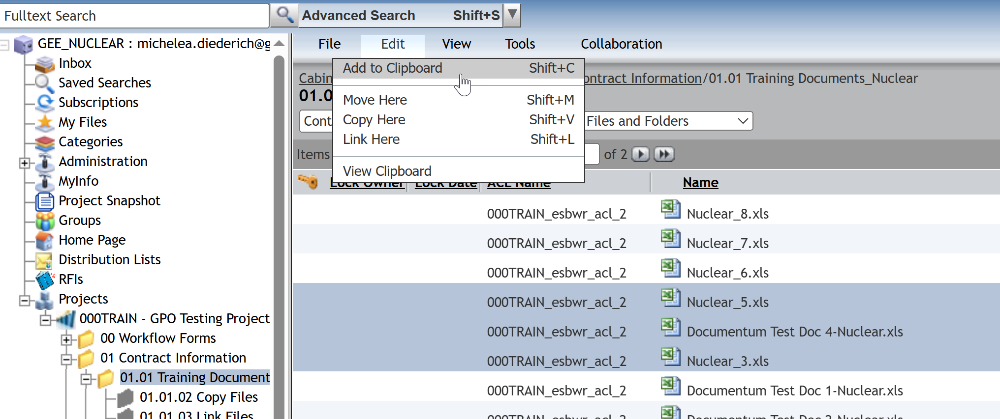 Fulltext Search
Advanced Search Shift+S
GEE_NUCLEAR : michelea.diederich@g
Inbox
Saved Searches
Subscriptions
My Files
Categories
Administration
MyInfo
Project Snapshot
Groups
Home Page
Distribution Lists
RFIs
Projects
000TRAIN - GPO Testing Project
00 Workflow Forms
01 Contract Information
01.01 Training Document
01.01.02 Copy Files
01.01.03 Link Files
File Edit View Tools Collaboration
Add to Clipboard Shift+C
Move Here Shift+M
Copy Here Shift+V
Link Here Shift+L
View Clipboard
Cabin ontract Information/01.01 Training Documents_Nuclear
01.0
Cont Files and Folders
Items of 2
Lock Owner Lock Date ACL Name Name
000TRAIN_esbwr_acl_2 Nuclear_8.xls
000TRAIN_esbwr_acl_2 Nuclear_7.xls
000TRAIN_esbwr_acl_2 Nuclear_6.xls
000TRAIN_esbwr_acl_2 Nuclear_5.xls
000TRAIN_esbwr_acl_2 Documentum Test Doc 4-Nuclear.xls
000TRAIN_esbwr_acl_2 Nuclear_3.xls
000TRAIN_esbwr_acl_2 Documentum Test Doc 1-Nuclear.xls
000TRAIN_esbwr_acl_2 Documentum Test Doc 2-Nuclear.xls